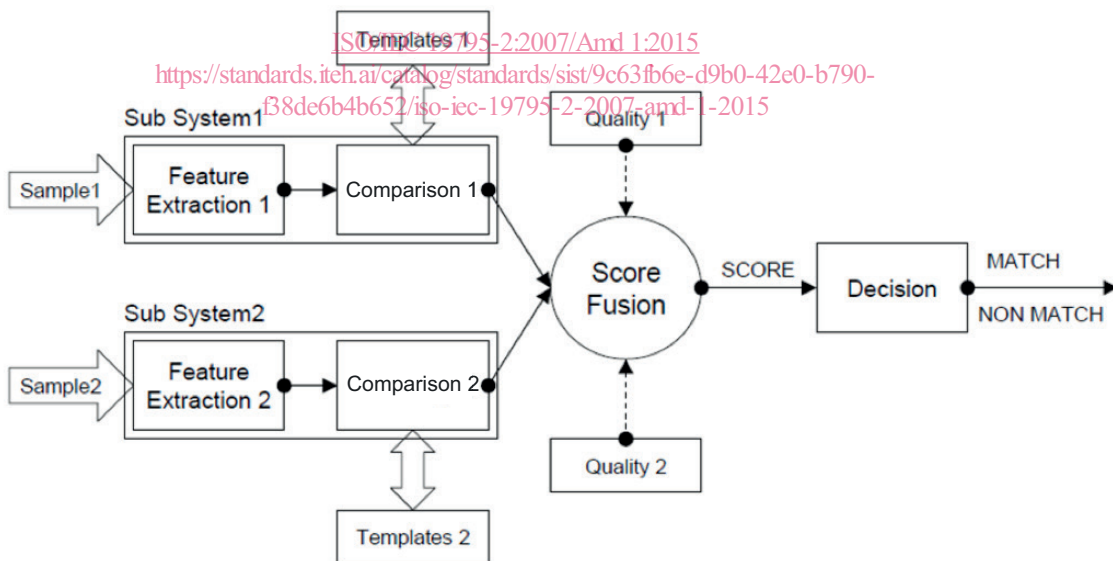 Templates 1
ISO/IEC 19795-2:2007/Amd 1:2015
https://standards.iteh.ai/catalog/standards/sist/9c63fb6e-d9b0-42e0-b790-
f38de6b4b652/iso-iec-19795-2-2007-amd-1-2015
Quality 1
Sub System1
Sample1
Feature
Extraction 1
Comparison 1
Score
Fusion
SCORE
Decision
MATCH
NON MATCH
Sub System2
Sample2
Feature
Extraction 2
Comparison 2
Quality 2
Templates 2